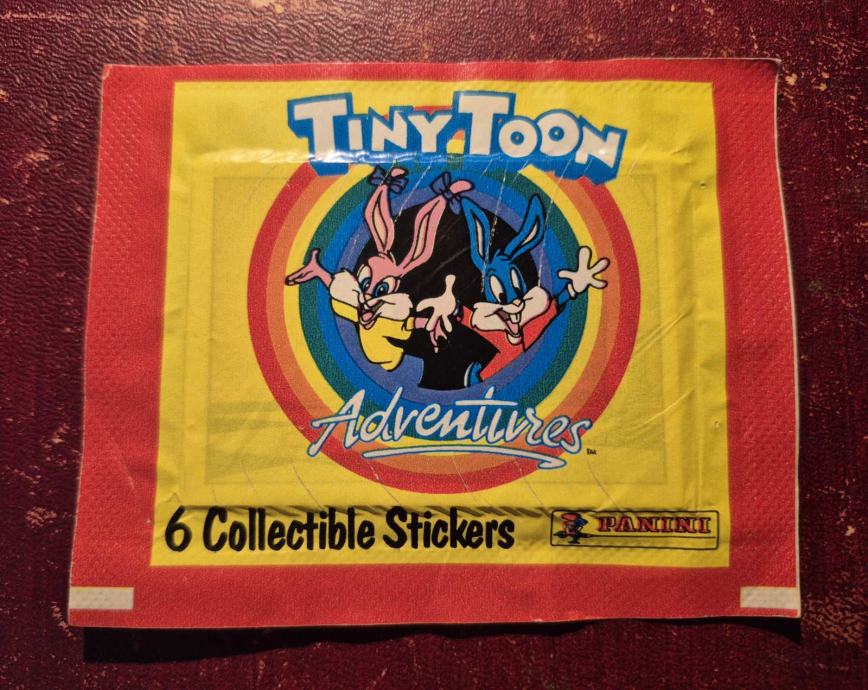 TINY TOON
Adventures
TM
6 Collectible Stickers
PANINI